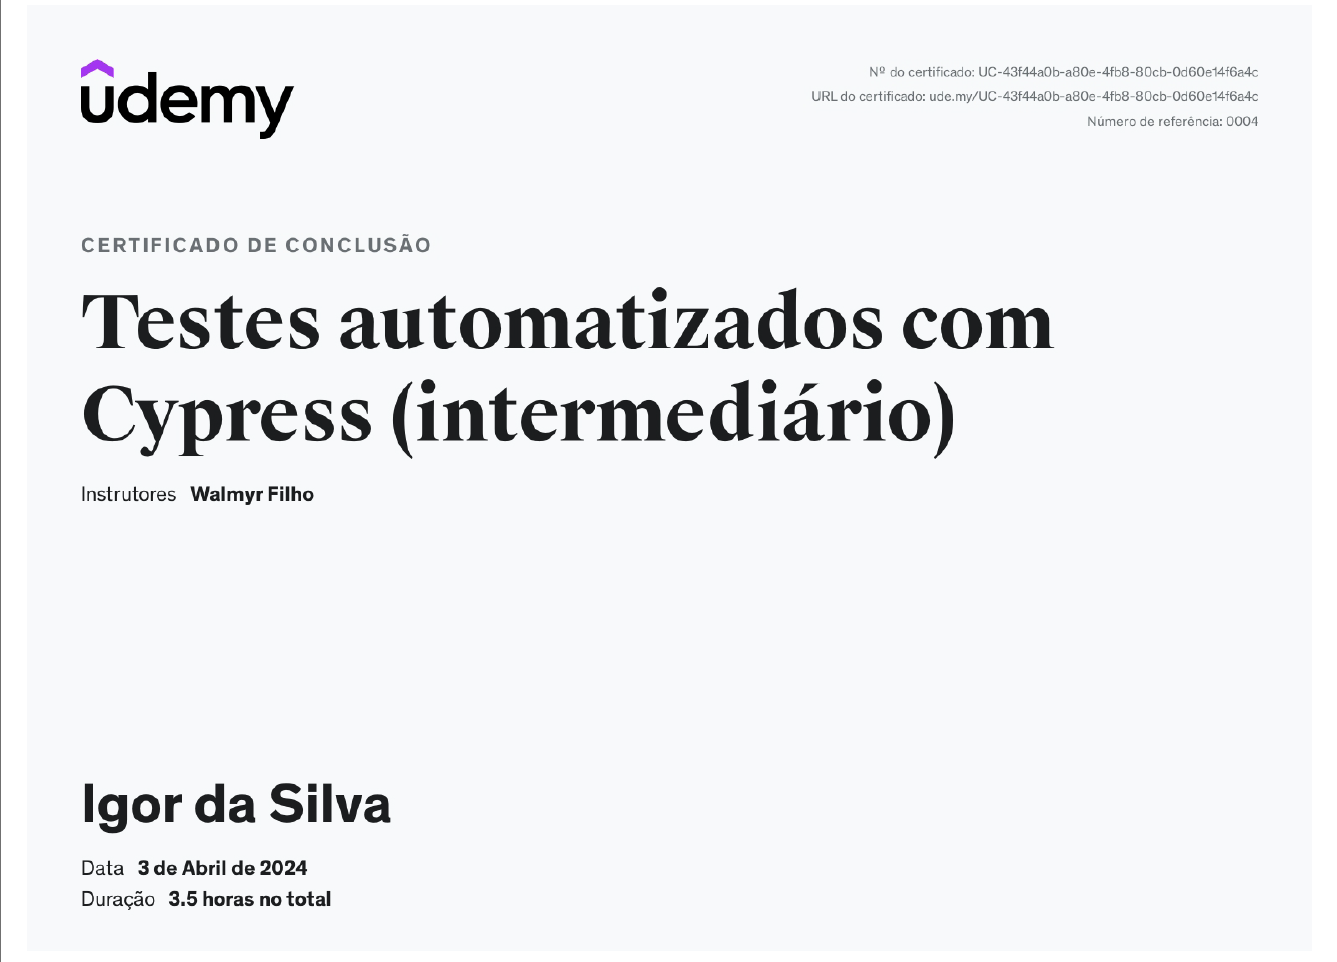 udemy
Nº do certificado: UC-43f44a0b-a80e-4fb8-80cb-0d60e14f6a4c
URL do certificado: ude.my/UC-43f44a0b-a80e-4fb8-80cb-0d60e14f6a4c
Número de referência: 0004
CERTIFICADO DE CONCLUSÃO
Testes automatizados com
Cypress (intermediário)
Instrutores Walmyr Filho
Igor da Silva
Data 3 de Abril de 2024
Duração 3.5 horas no total